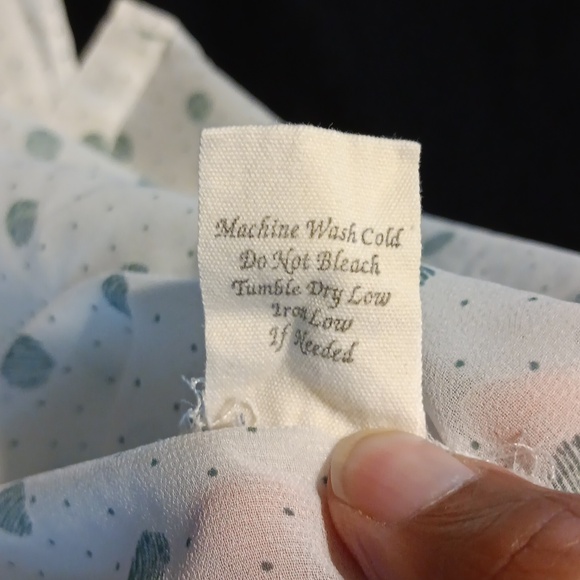 Machine Wash Cold
Do Not Bleach
Tumble Dry Low
Iron Low
If Needed